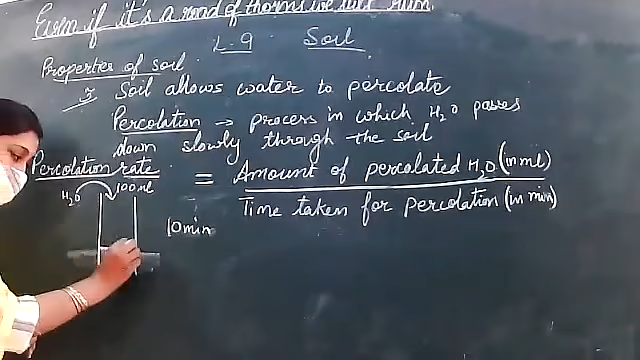 Even if it's a road of thorns we will run.
L.9 Soil
Properties of soil
Soil allows water to percolate
Percolation → process in which H2O passes
down slowly through the soil
Percolation rate = Amount of percolated H2O (in ml)
Time taken for percolation (in min)
H2O 100ml
10min